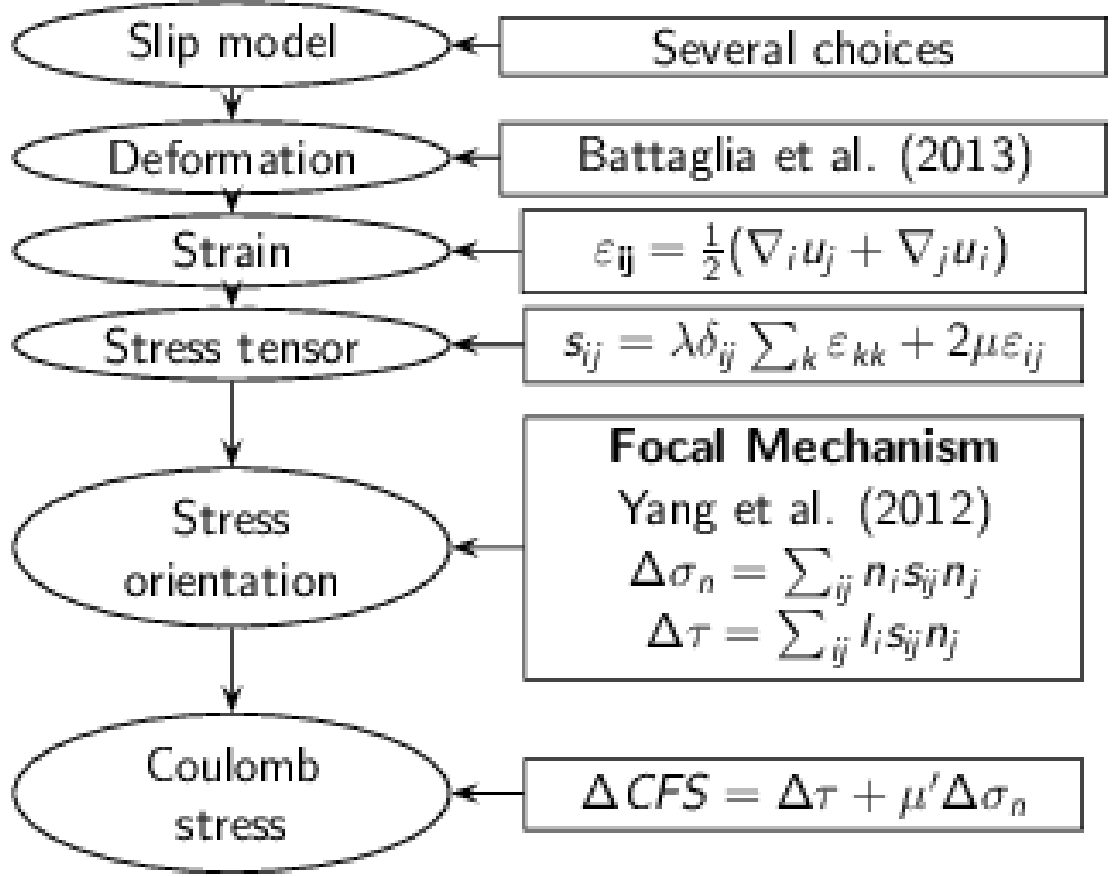 Slip model
Several choices
Deformation
Battaglia et al. (2013)
Strain
εij = ½(∇iuj + ∇jui)
Stress tensor
sij = λδij ∑k εkk + 2μεij
Stress
orientation
Focal Mechanism
Yang et al. (2012)
Δσn = ∑ij nisijnj
Δτ = ∑ij lisijnj
Coulomb
stress
ΔCFS = Δτ + μ′Δσn